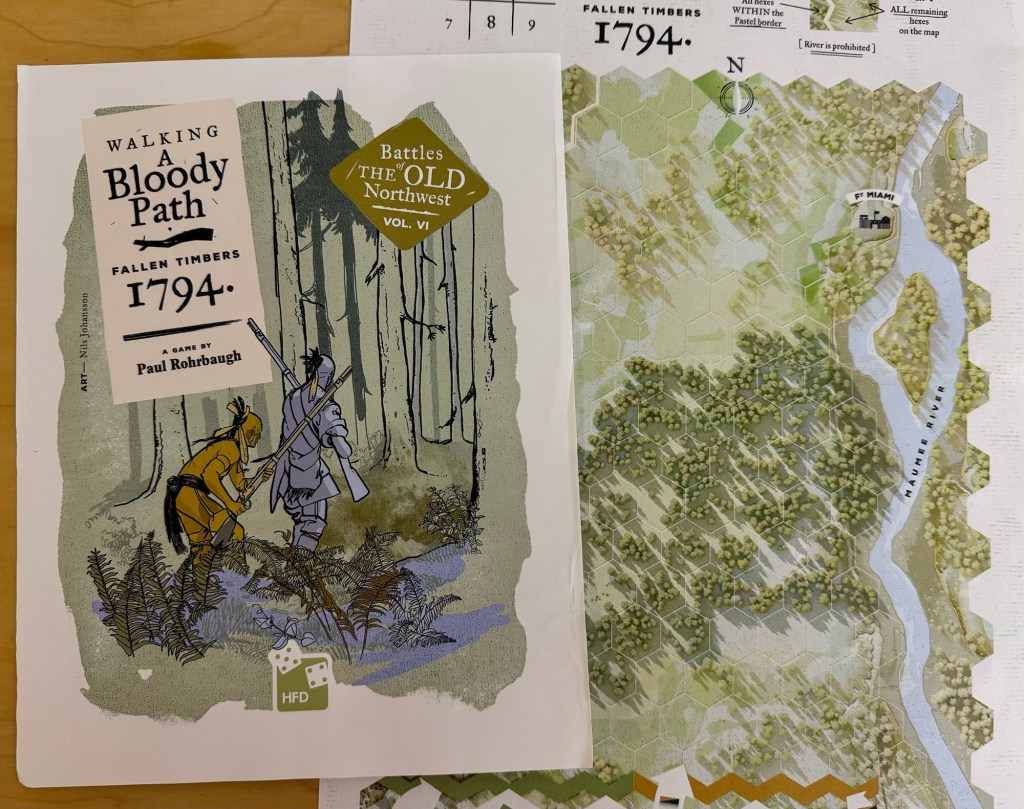 WALKING
A
Bloody
Path
FALLEN TIMBERS
1794.
A GAME BY
Paul Rohrbaugh
Battles
of
THE OLD
Northwest
VOL. VI
ART— Nils Johansson
HFD
7 8 9
FALLEN TIMBERS
1794.
All hexes
WITHIN the
Pastel border
ALL remaining
hexes
on the map
[ River is prohibited ]
N
FT MIAMI
MAUMEE RIVER